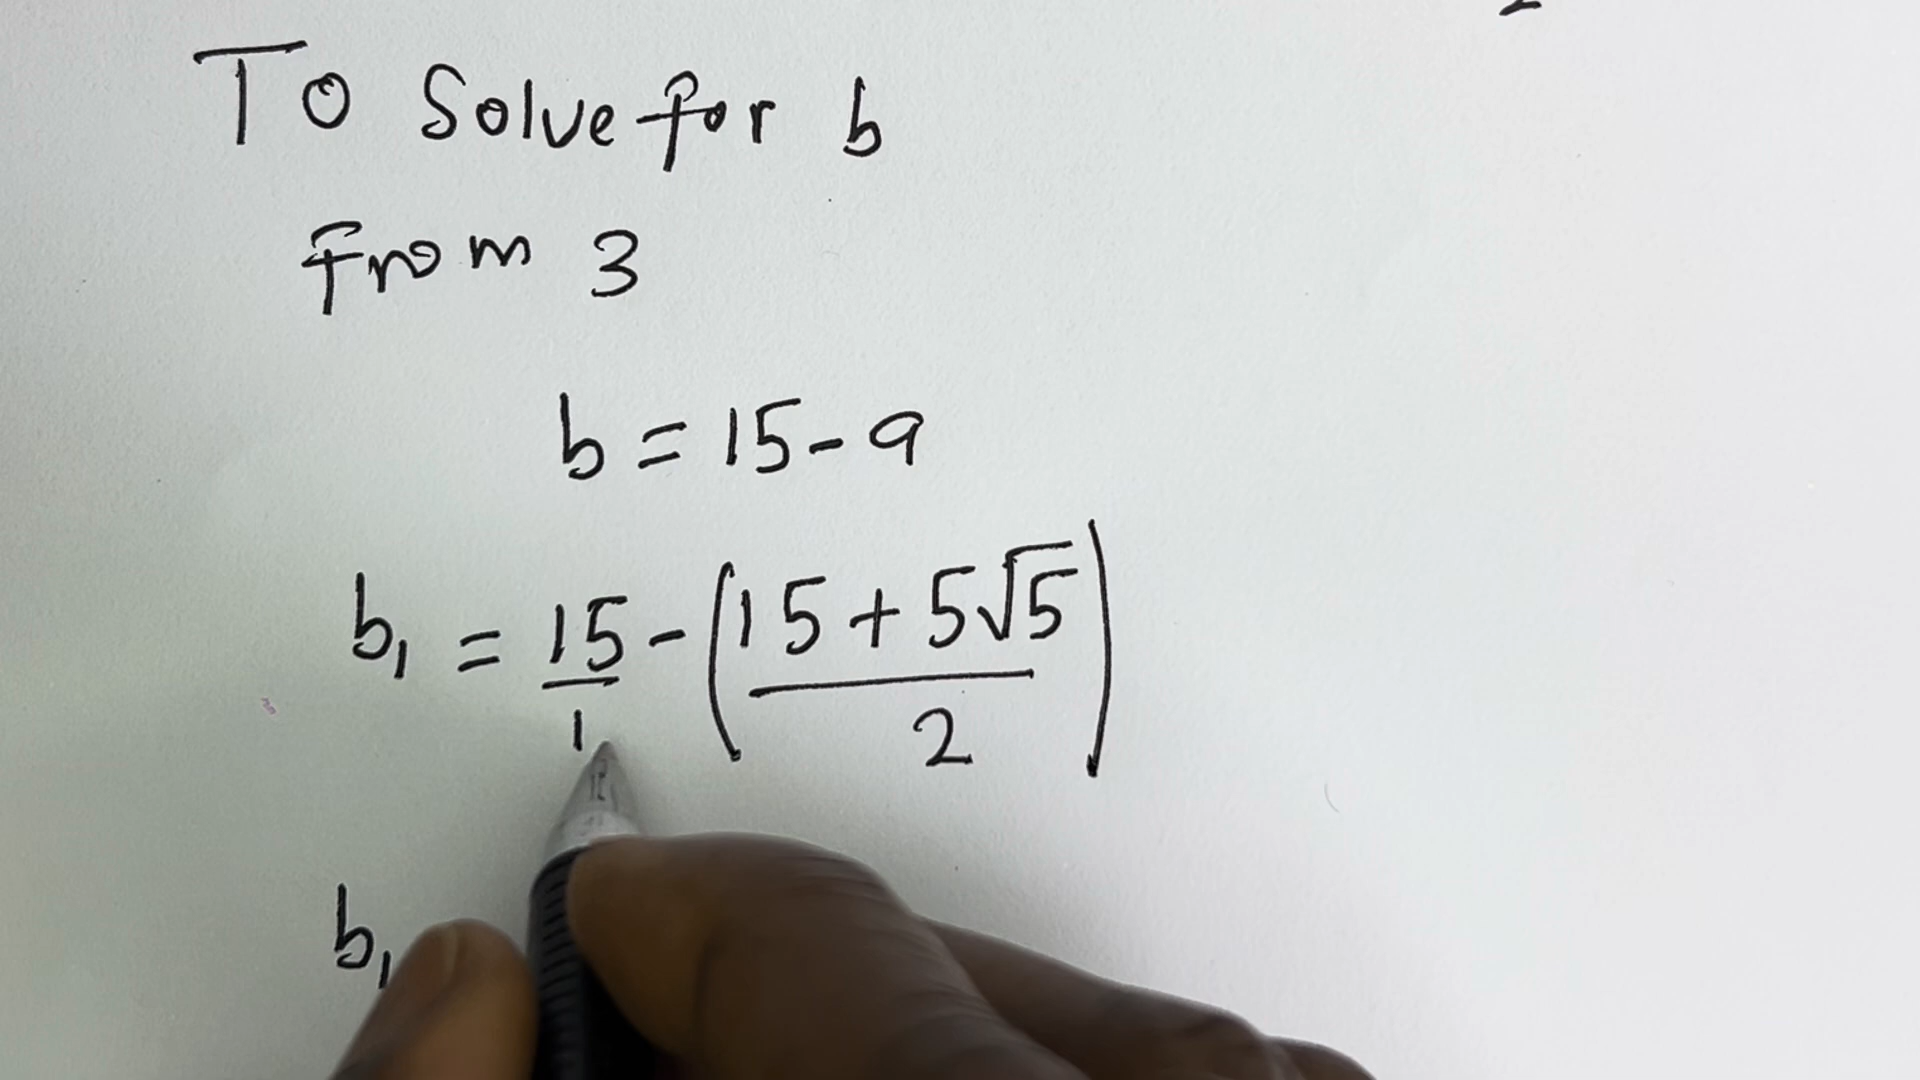 To Solve for b
from 3
b = 15 - a
b₁ = 15/1 - (15 + 5√5 / 2)
b₁